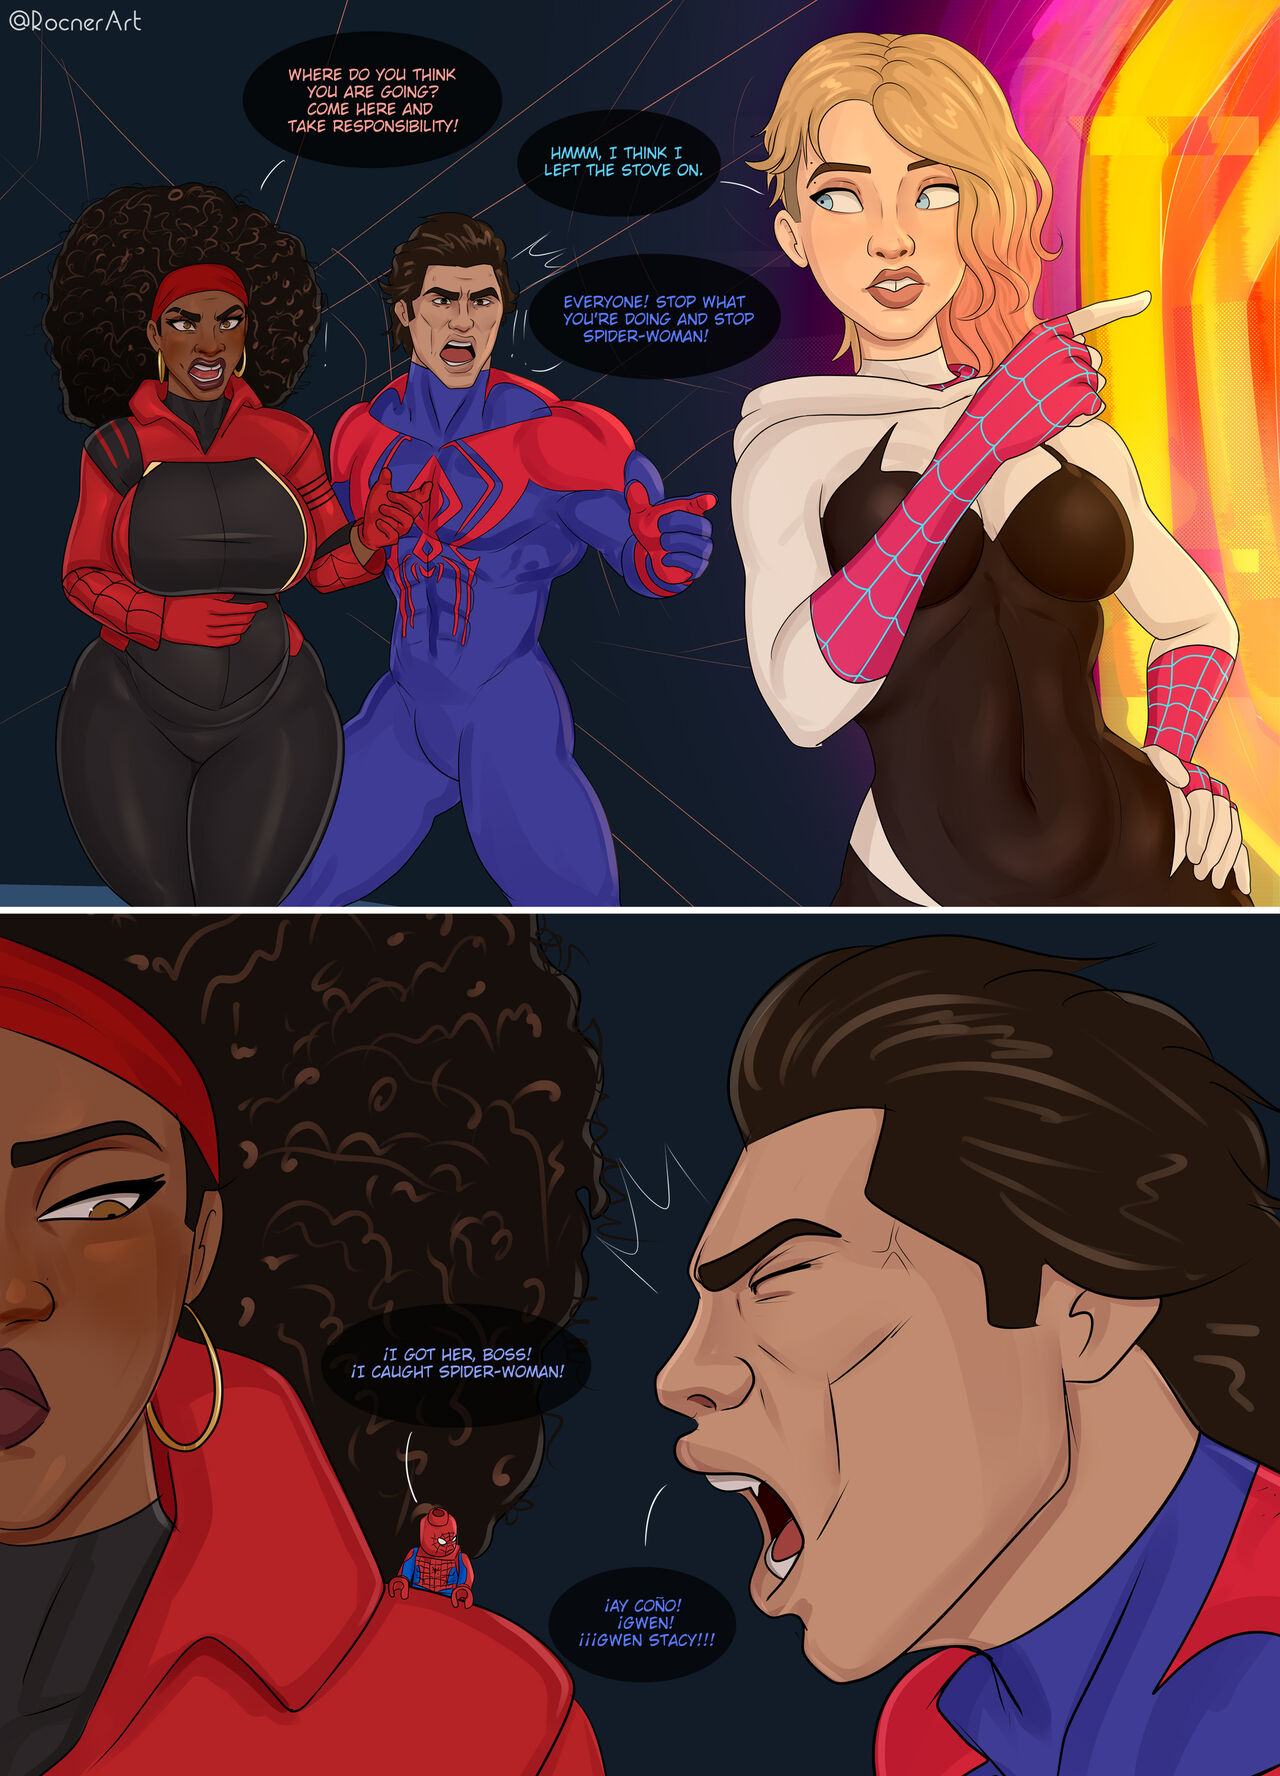 @RocnerArt
WHERE DO YOU THINK
YOU ARE GOING?
COME HERE AND
TAKE RESPONSIBILITY!
HMMM, I THINK I
LEFT THE STOVE ON.
EVERYONE! STOP WHAT
YOU'RE DOING AND STOP
SPIDER-WOMAN!
¡I GOT HER, BOSS!
¡I CAUGHT SPIDER-WOMAN!
¡AY COÑO!
¡GWEN!
¡¡¡GWEN STACY!!!